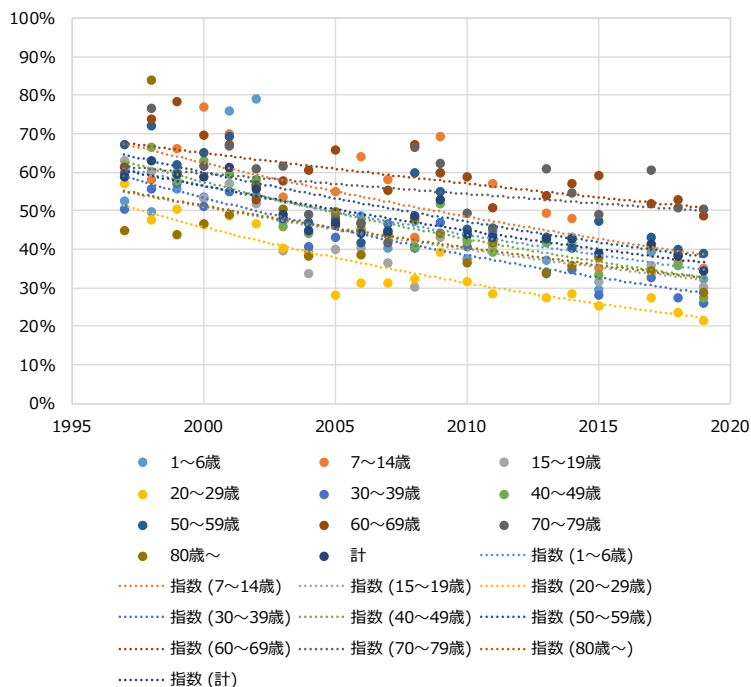 100%
90%
80%
70%
60%
50%
40%
30%
20%
10%
0%
1995 2000 2005 2010 2015 2020
1～6歳 7～14歳 15～19歳
20～29歳 30～39歳 40～49歳
50～59歳 60～69歳 70～79歳
80歳～ 計 指数 (1～6歳)
指数 (7～14歳) 指数 (15～19歳) 指数 (20～29歳)
指数 (30～39歳) 指数 (40～49歳) 指数 (50～59歳)
指数 (60～69歳) 指数 (70～79歳) 指数 (80歳～)
指数 (計)